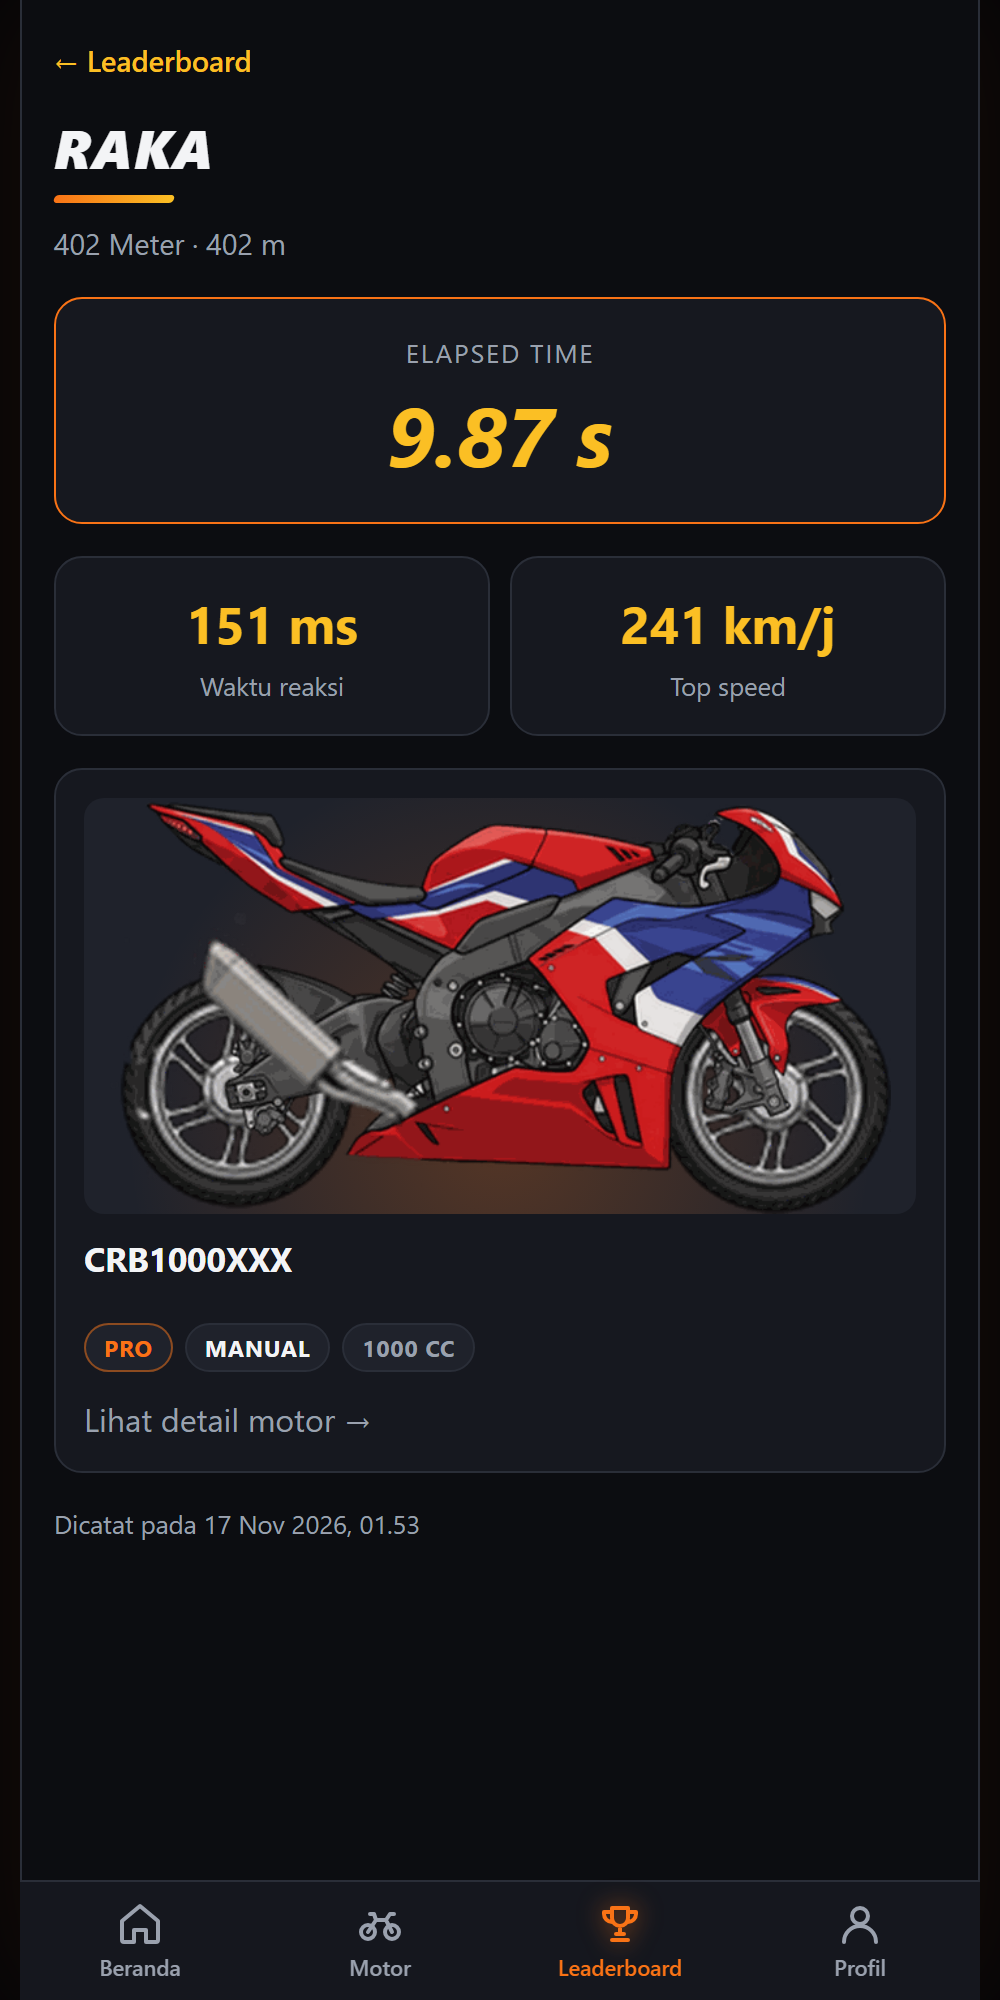 ← Leaderboard
RAKA
402 Meter · 402 m
ELAPSED TIME
9.87 s
151 ms
Waktu reaksi
241 km/j
Top speed
CRB1000XXX
PRO
MANUAL
1000 CC
Lihat detail motor →
Dicatat pada 17 Nov 2026, 01.53
Beranda
Motor
Leaderboard
Profil